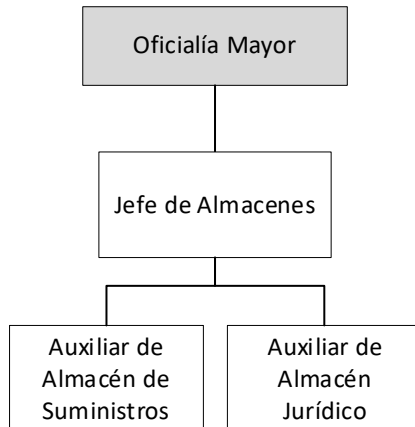 Oficialía Mayor
Jefe de Almacenes
Auxiliar de
Almacén de
Suministros
Auxiliar de
Almacén
Jurídico